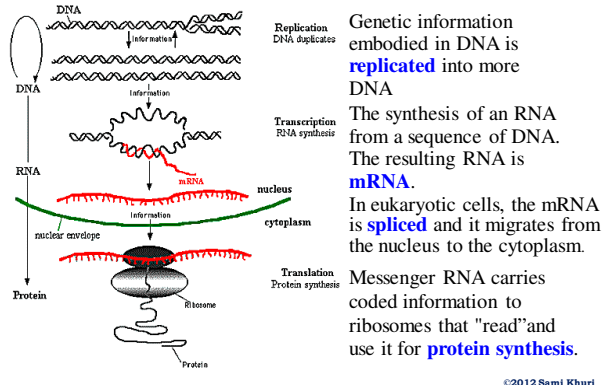 DNA
Information
Replication
DNA duplicates
Genetic information
embodied in DNA is
replicated into more
DNA
DNA
Information
Transcription
RNA synthesis
The synthesis of an RNA
from a sequence of DNA.
The resulting RNA is
mRNA.
RNA
mRNA
nucleus
Information
cytoplasm
nuclear envelope
In eukaryotic cells, the mRNA
is spliced and it migrates from
the nucleus to the cytoplasm.
Translation
Protein synthesis
Protein
Ribosome
Protein
Messenger RNA carries
coded information to
ribosomes that "read”and
use it for protein synthesis.
©2012 Sami Khuri